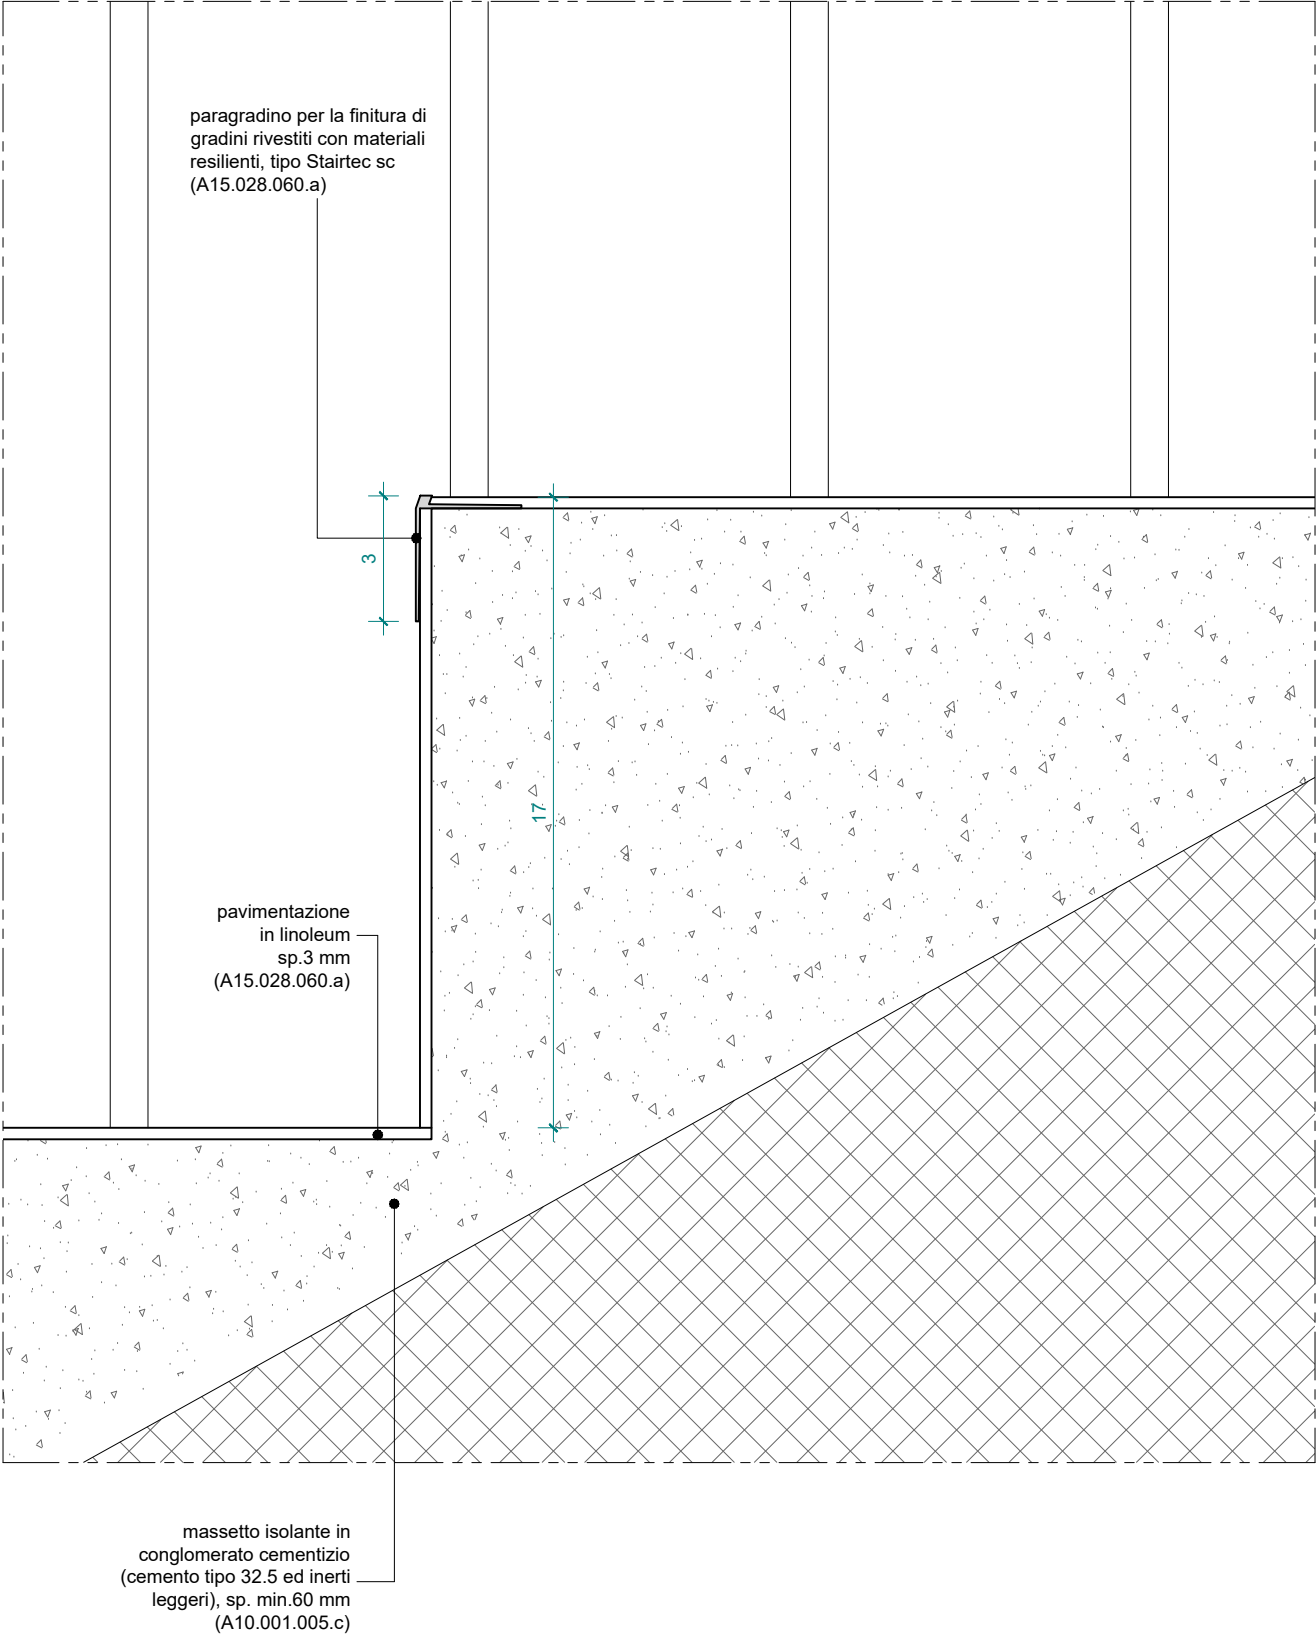 paragradino per la finitura di
gradini rivestiti con materiali
resilienti, tipo Stairtec sc
(A15.028.060.a)
3
17
pavimentazione
in linoleum
sp.3 mm
(A15.028.060.a)
massetto isolante in
conglomerato cementizio
(cemento tipo 32.5 ed inerti
leggeri), sp. min.60 mm
(A10.001.005.c)